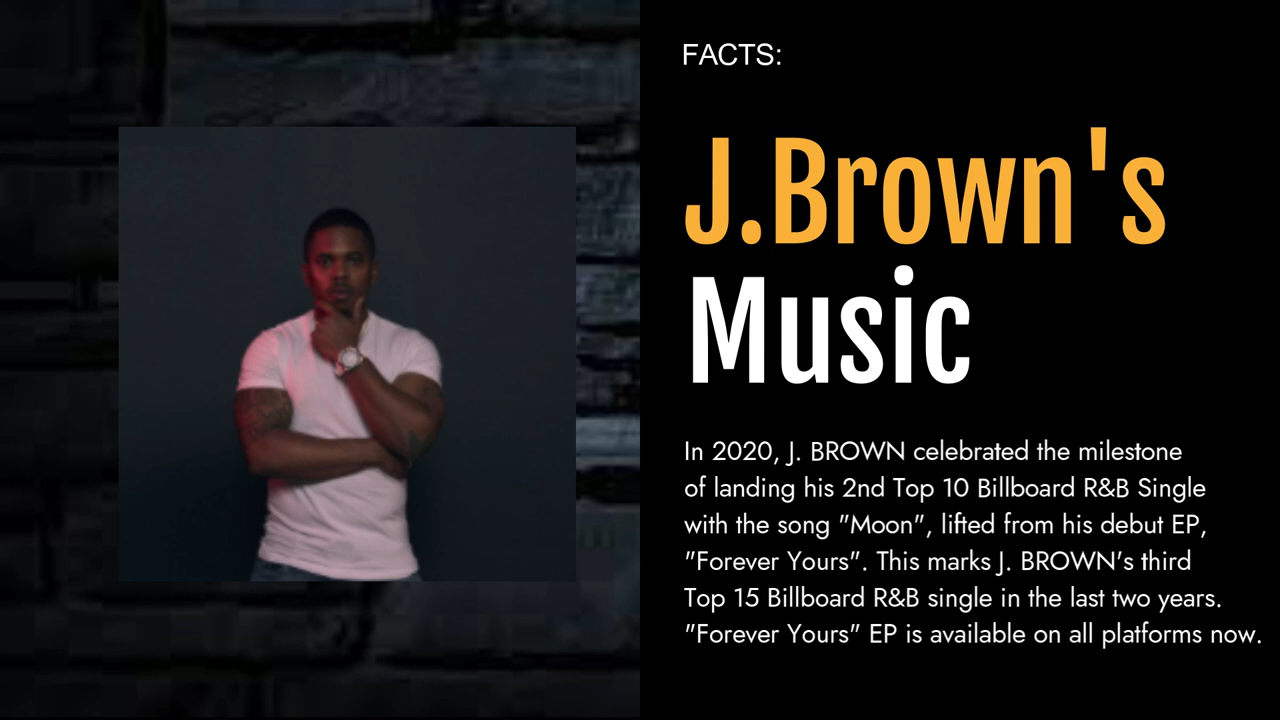 FACTS:
J.Brown's
Music
In 2020, J. BROWN celebrated the milestone
of landing his 2nd Top 10 Billboard R&B Single
with the song "Moon", lifted from his debut EP,
"Forever Yours". This marks J. BROWN's third
Top 15 Billboard R&B single in the last two years.
"Forever Yours" EP is available on all platforms now.